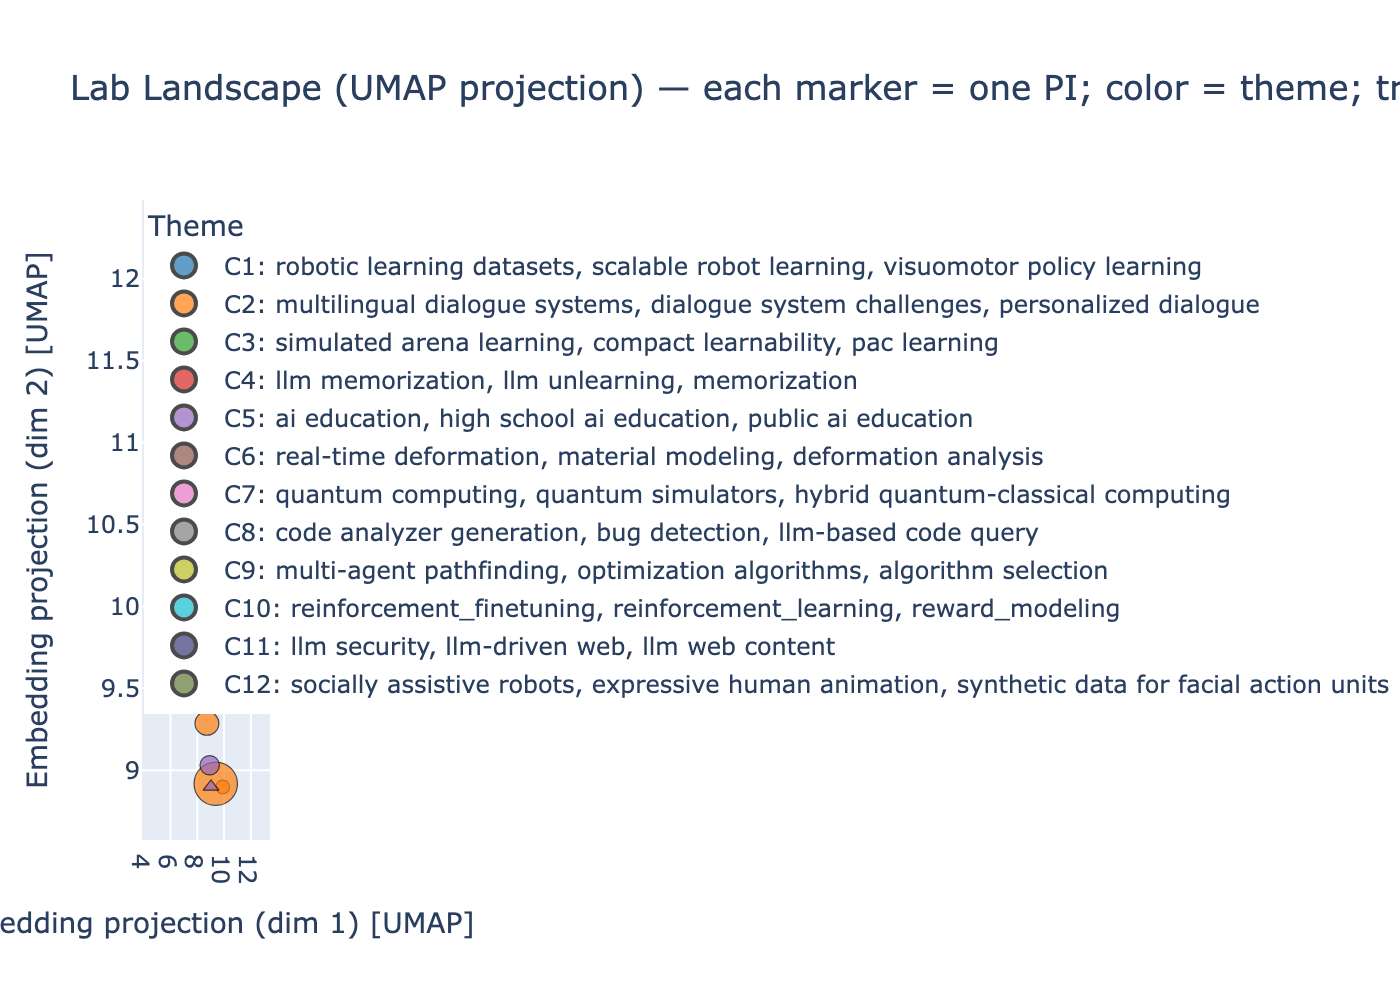 Lab Landscape (UMAP projection) — each marker = one PI; color = theme; tr
Theme
C1: robotic learning datasets, scalable robot learning, visuomotor policy learning
C2: multilingual dialogue systems, dialogue system challenges, personalized dialogue
C3: simulated arena learning, compact learnability, pac learning
C4: llm memorization, llm unlearning, memorization
C5: ai education, high school ai education, public ai education
C6: real-time deformation, material modeling, deformation analysis
C7: quantum computing, quantum simulators, hybrid quantum-classical computing
C8: code analyzer generation, bug detection, llm-based code query
C9: multi-agent pathfinding, optimization algorithms, algorithm selection
C10: reinforcement_finetuning, reinforcement_learning, reward_modeling
C11: llm security, llm-driven web, llm web content
C12: socially assistive robots, expressive human animation, synthetic data for facial action units
Embedding projection (dim 2) [UMAP]
12
11.5
11
10.5
10
9.5
9
4
6
8
10
12
edding projection (dim 1) [UMAP]